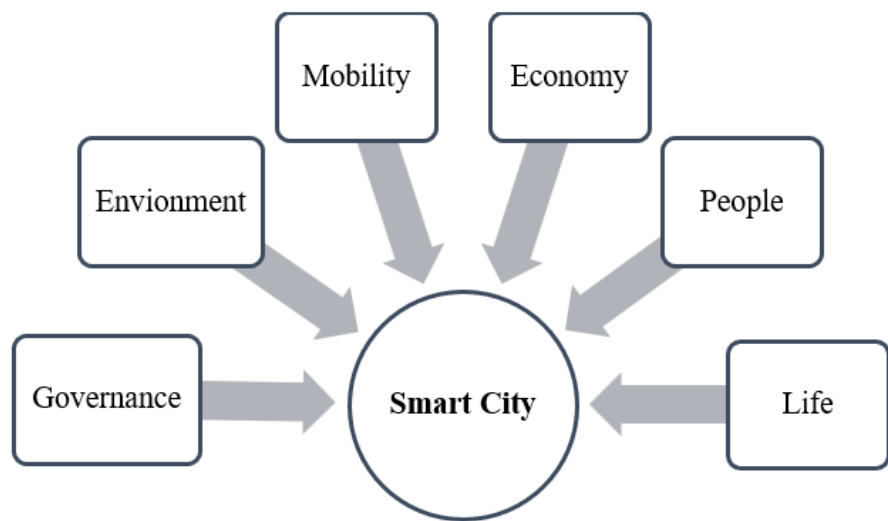 Mobility
Economy
Envionment
People
Governance
Smart City
Life